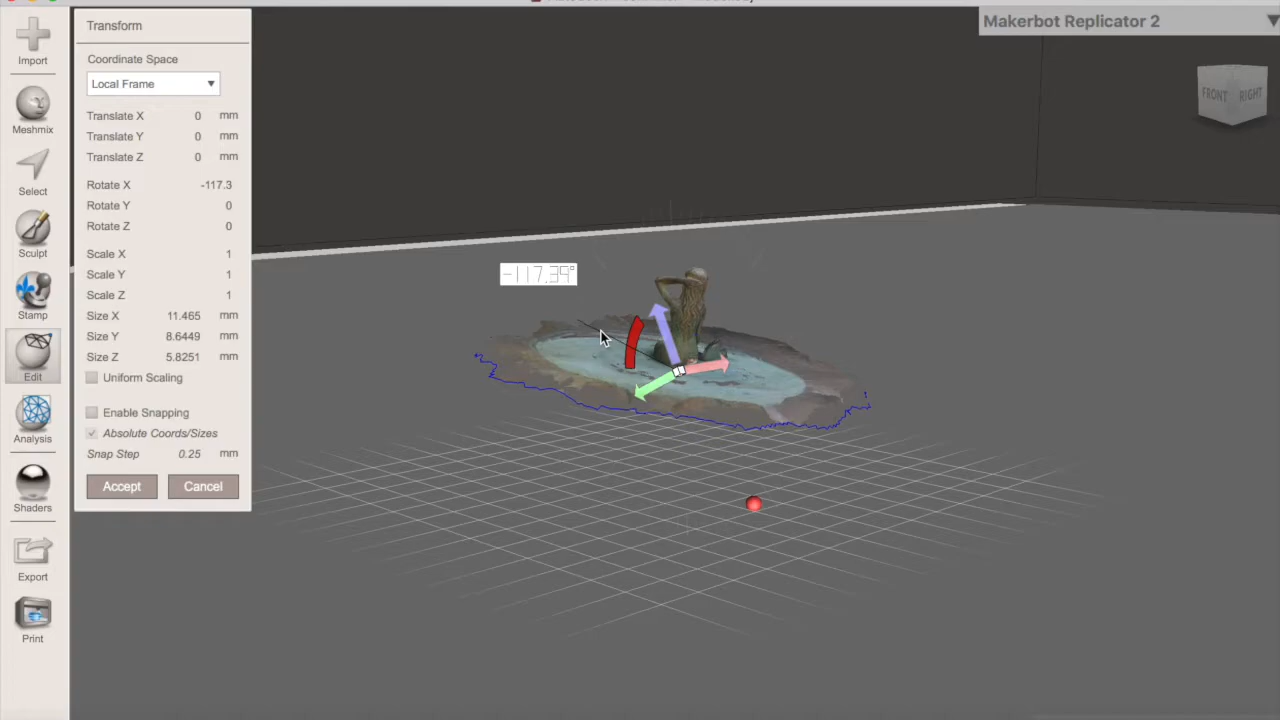 Makerbot Replicator 2
Import
Meshmix
Select
Sculpt
Stamp
Edit
Analysis
Shaders
Export
Print
Transform
Coordinate Space
Local Frame
Translate X 0 mm
Translate Y 0 mm
Translate Z 0 mm
Rotate X -117.3
Rotate Y 0
Rotate Z 0
Scale X 1
Scale Y 1
Scale Z 1
Size X 11.465 mm
Size Y 8.6449 mm
Size Z 5.8251 mm
Uniform Scaling
Enable Snapping
Absolute Coords/Sizes
Snap Step 0.25 mm
Accept Cancel
-117.39°
FRONT RIGHT